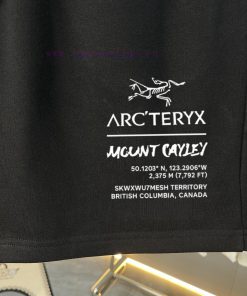 ARC'TERYX
MOUNT CAYLEY
50.1203° N, 123.2906°W
2,375 M (7,792 FT)
SKWXWU7MESH TERRITORY
BRITISH COLUMBIA, CANADA